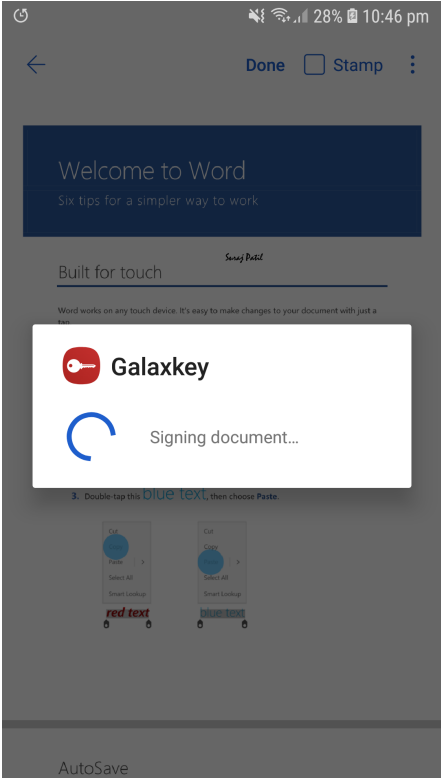 28% 10:46 pm
Done Stamp
Welcome to Word
Six tips for a simpler way to work
Suraj Patil
Built for touch
Word works on any touch device. It's easy to make changes to your document with just a
tap.
Galaxkey
Signing document...
3. Double-tap this blue text, then choose Paste.
Cut Cut
Copy Copy
Paste Paste
Select All Select All
Smart Lookup Smart Lookup
red text blue text
AutoSave